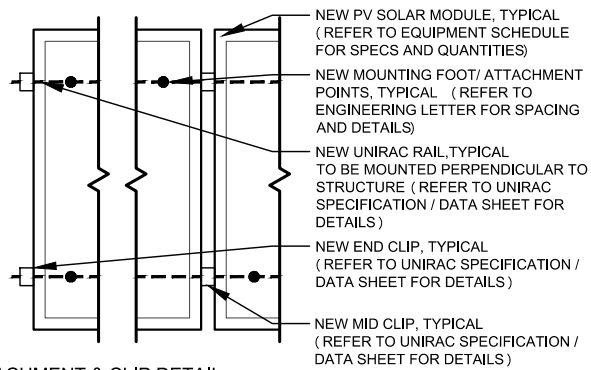 NEW PV SOLAR MODULE, TYPICAL
(REFER TO EQUIPMENT SCHEDULE
FOR SPECS AND QUANTITIES)
NEW MOUNTING FOOT/ ATTACHMENT
POINTS, TYPICAL (REFER TO
ENGINEERING LETTER FOR SPACING
AND DETAILS)
NEW UNIRAC RAIL,TYPICAL
TO BE MOUNTED PERPENDICULAR TO
STRUCTURE (REFER TO UNIRAC
SPECIFICATION / DATA SHEET FOR
DETAILS)
NEW END CLIP, TYPICAL
(REFER TO UNIRAC SPECIFICATION /
DATA SHEET FOR DETAILS)
NEW MID CLIP, TYPICAL
(REFER TO UNIRAC SPECIFICATION /
DATA SHEET FOR DETAILS)
& CLIP DETAIL